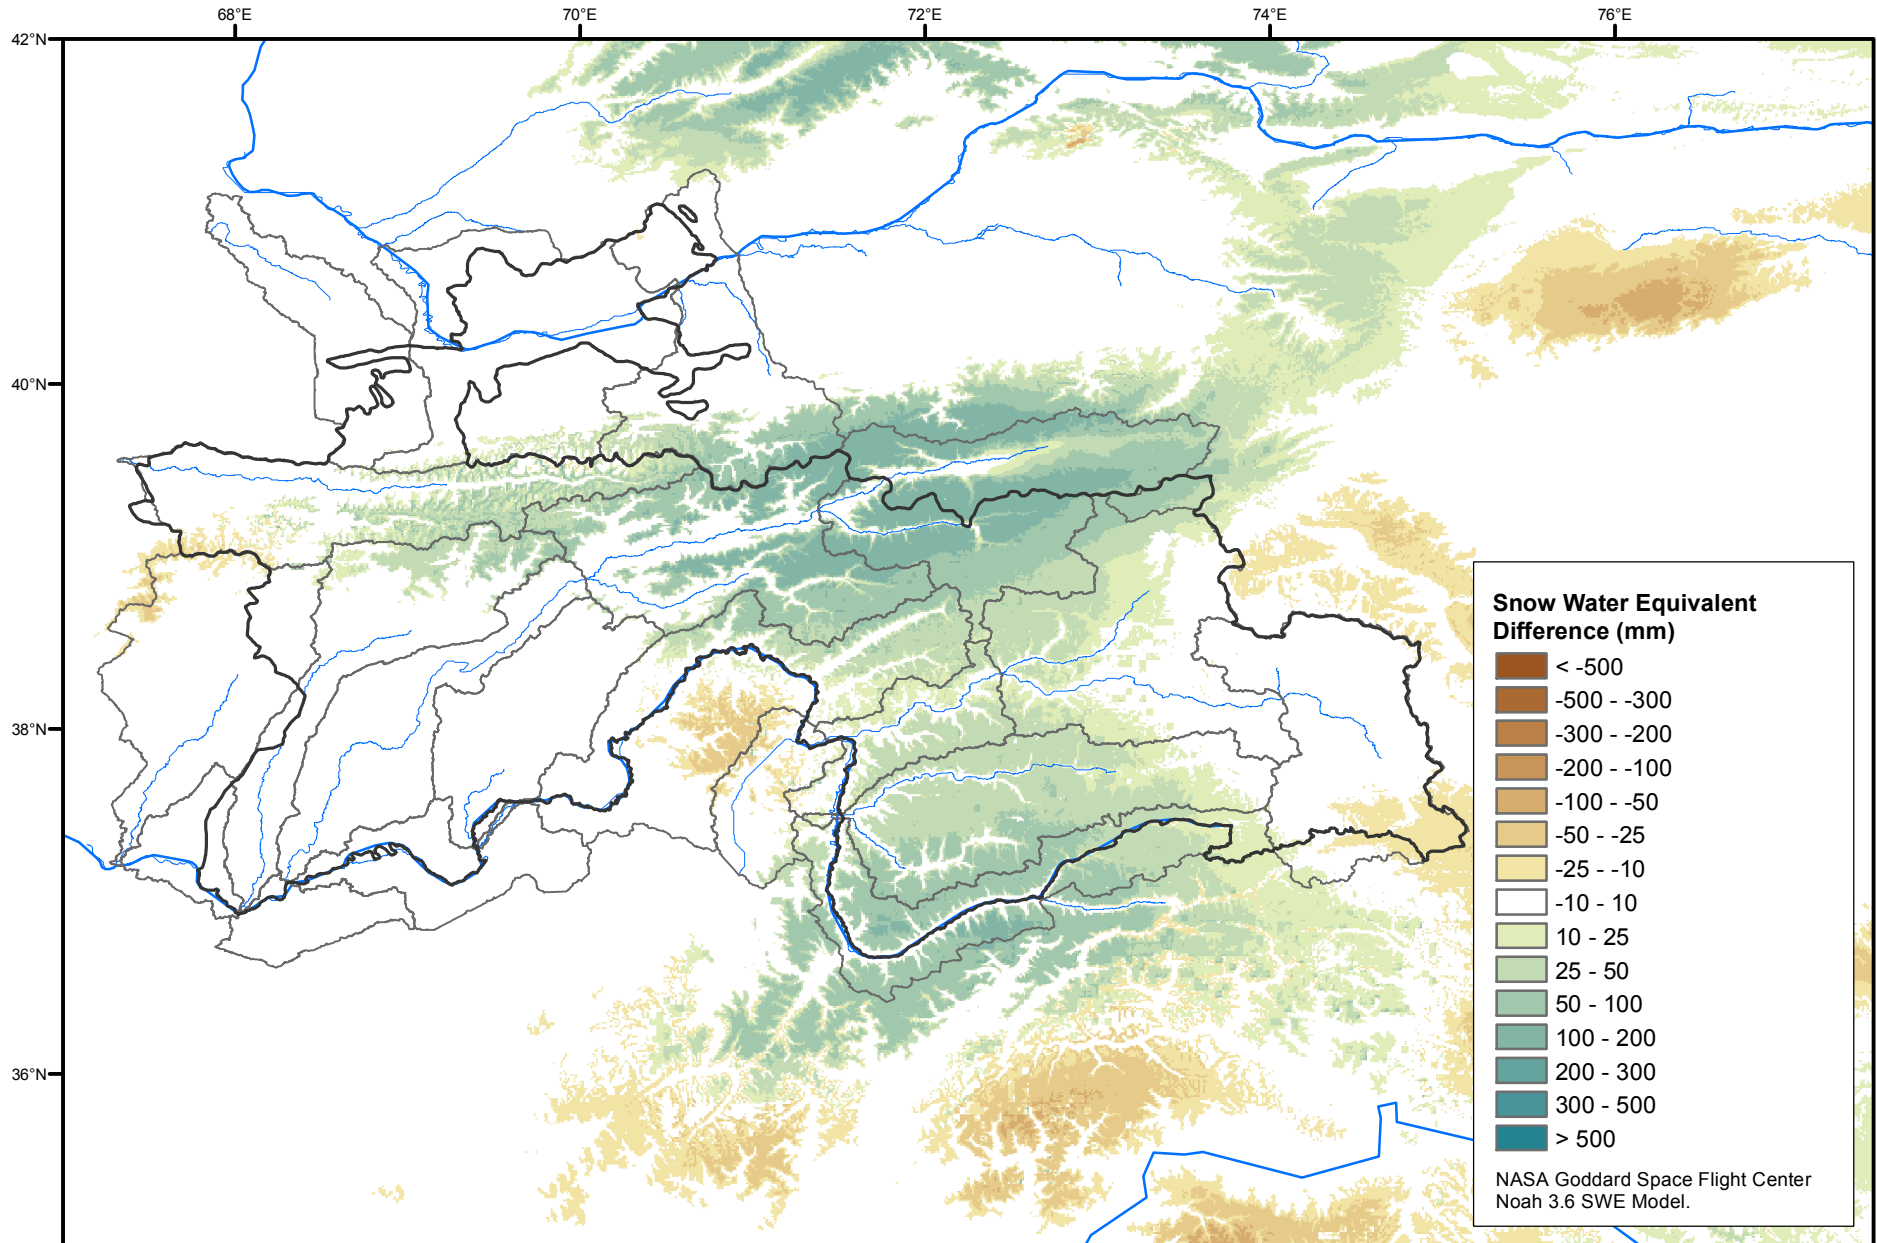 68°E
70°E
72°E
74°E
76°E
42°N
40°N
38°N
36°N
Snow Water Equivalent
Difference (mm)
< -500
-500 - -300
-300 - -200
-200 - -100
-100 - -50
-50 - -25
-25 - -10
-10 - 10
10 - 25
25 - 50
50 - 100
100 - 200
200 - 300
300 - 500
> 500
NASA Goddard Space Flight Center
Noah 3.6 SWE Model.